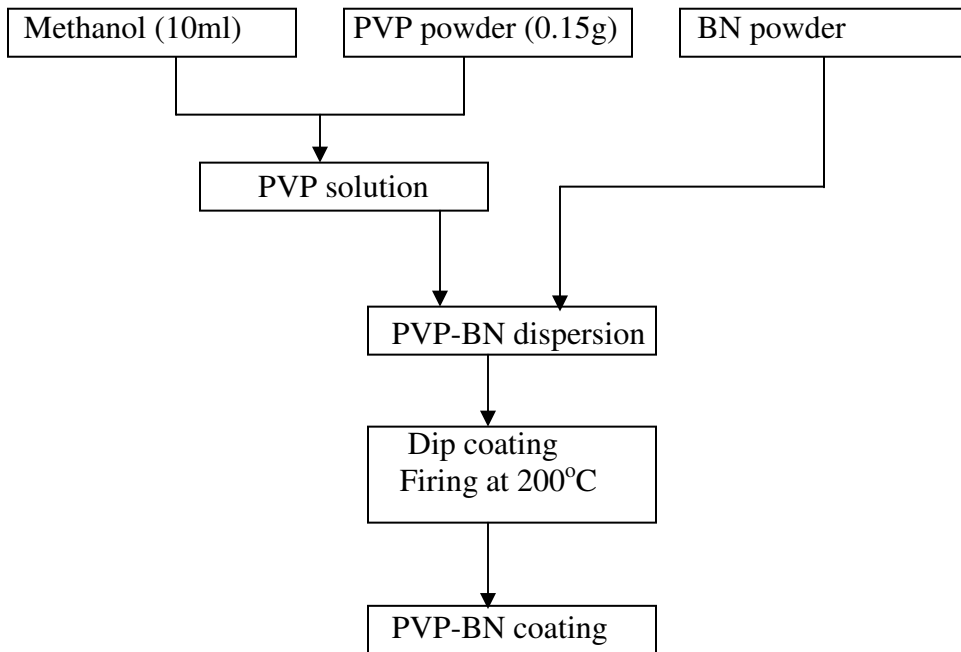 Methanol (10ml)
PVP powder (0.15g)
BN powder
PVP solution
PVP-BN dispersion
Dip coating
Firing at 200°C
PVP-BN coating